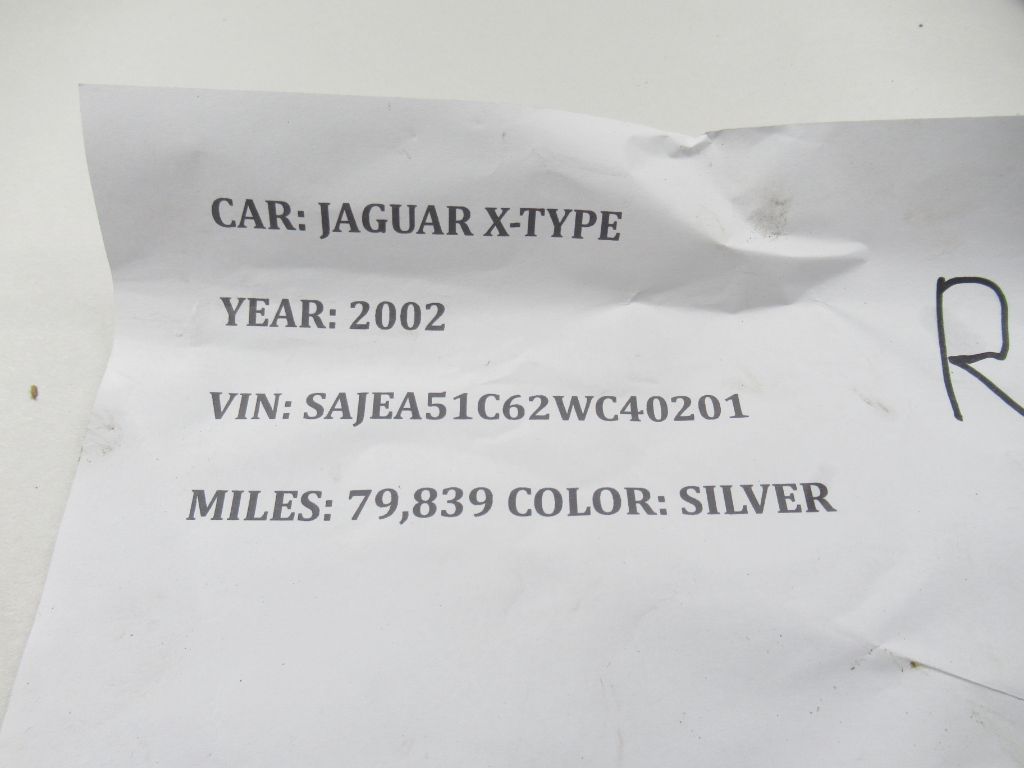 CAR: JAGUAR X-TYPE
YEAR: 2002
VIN: SAJEA51C62WC40201
MILES: 79,839 COLOR: SILVER
R